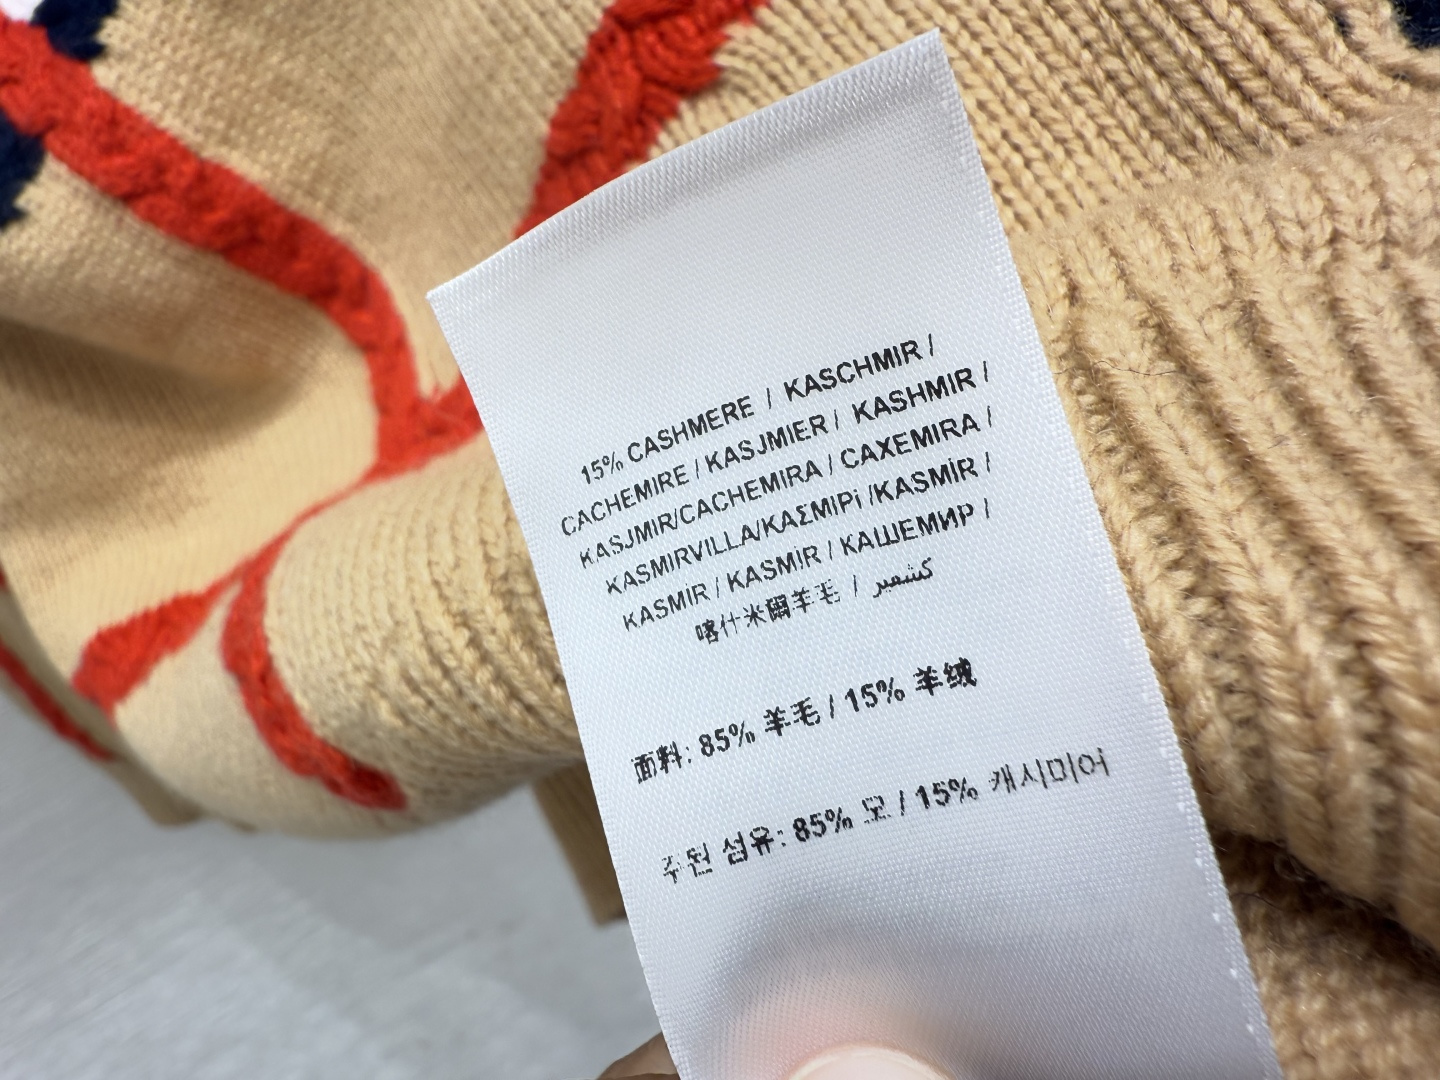 15% CASHMERE / KASCHMIR /
CACHEMIRE / KASJMIER / KASHMIR /
KASJMIR/CACHEMIRA / CAXEMIRA /
KASMIRVILLA/ΚΑΣΜΙΡi /KASMİR /
KASMIR / KASMIR / КАШЕМИР /
喀什米爾羊毛 / كشمير
面料: 85% 羊毛 / 15% 羊绒
주원 섬유: 85% 모 / 15% 캐시미어